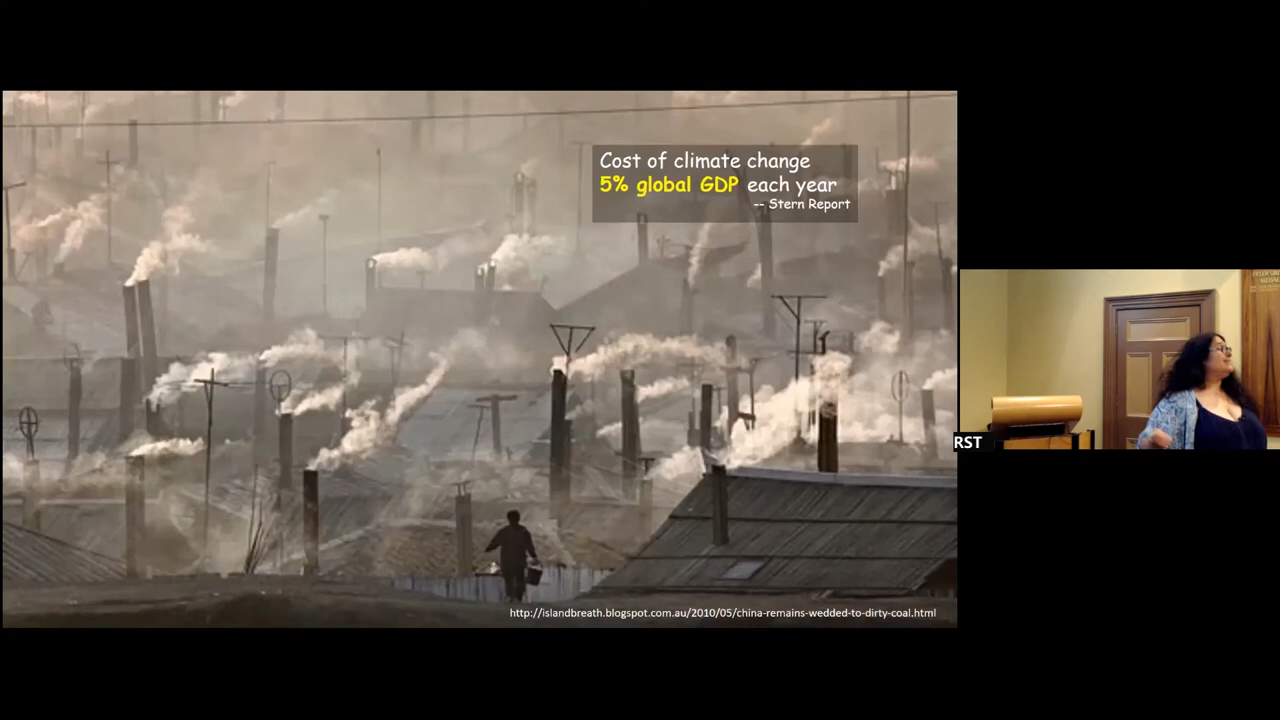 Cost of climate change
5% global GDP each year
-- Stern Report
RST
http://islandbreath.blogspot.com.au/2010/05/china-remains-wedded-to-dirty-coal.html